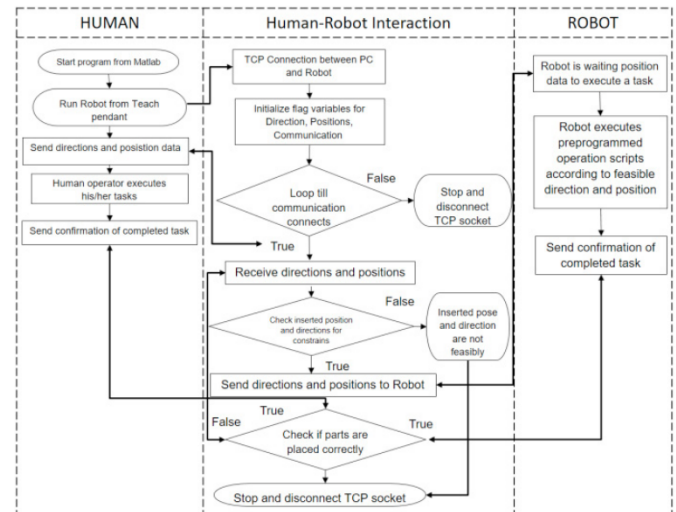 HUMAN
Human-Robot Interaction
ROBOT
Start program from Matlab
Run Robot from Teach
pendant
Send directions and posistion data
Human operator executes
his/her tasks
Send confirmation of completed task
TCP Connection between PC
and Robot
Initialize flag variables for
Direction, Positions,
Communication
Loop till
communication
connects
False
Stop and
disconnect
TCP socket
True
Receive directions and positions
Check inserted position
and directions for
constrains
False
Inserted pose
and direction
are not
feasibly
True
Send directions and positions to Robot
True
False
Check if parts are
placed correctly
True
Stop and disconnect TCP socket
Robot is waiting position
data to execute a task
Robot executes
preprogrammed
operation scripts
according to feasible
direction and position
Send confirmation of
completed task